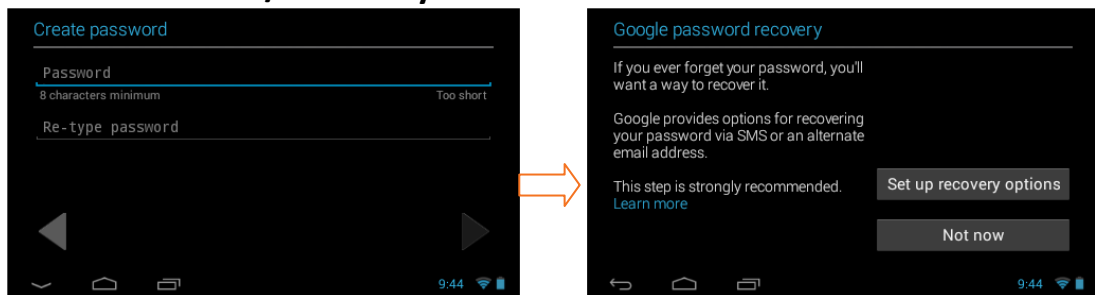 Create password
Password
8 characters minimum Too short
Re-type password
9:44
Google password recovery
If you ever forget your password, you'll
want a way to recover it.
Google provides options for recovering
your password via SMS or an alternate
email address.
This step is strongly recommended.
Learn more
Set up recovery options
Not now
9:44